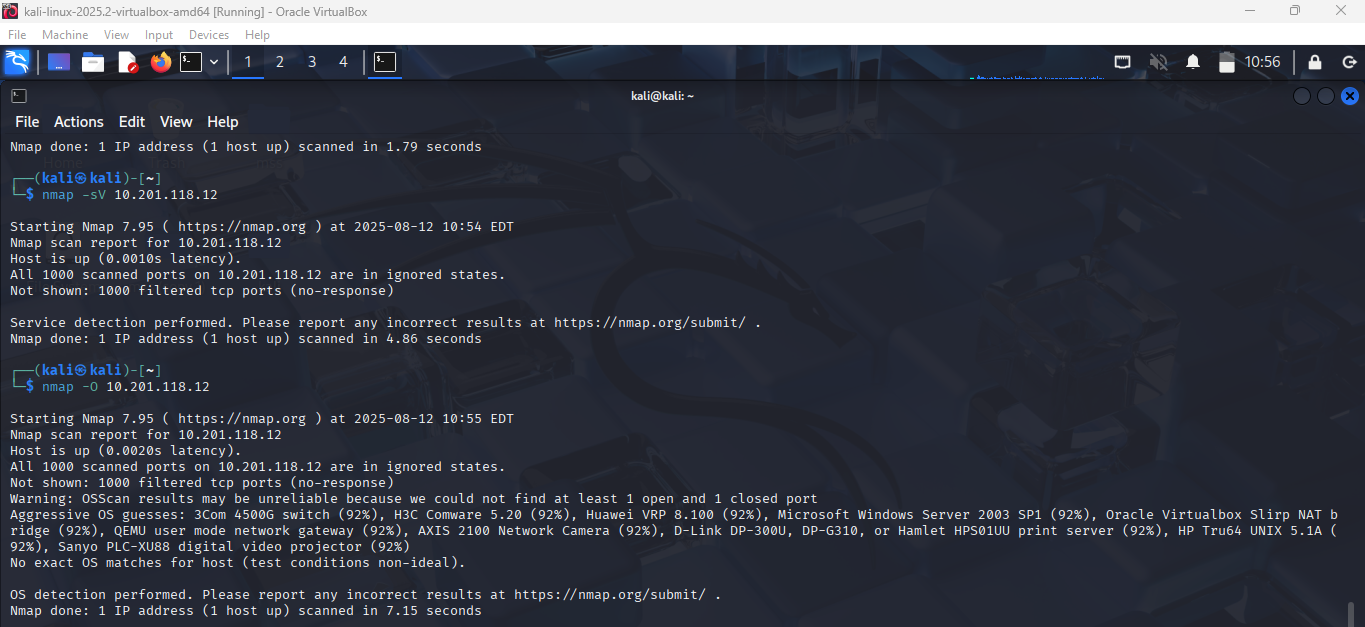 kali-linux-2025.2-virtualbox-amd64 [Running] - Oracle VirtualBox
File Machine View Input Devices Help
1 2 3 4 10:56
kali@kali: ~
File Actions Edit View Help
Nmap done: 1 IP address (1 host up) scanned in 1.79 seconds
┌──(kali㉿kali)-[~]
└─$ nmap -sV 10.201.118.12
Starting Nmap 7.95 ( https://nmap.org ) at 2025-08-12 10:54 EDT
Nmap scan report for 10.201.118.12
Host is up (0.0010s latency).
All 1000 scanned ports on 10.201.118.12 are in ignored states.
Not shown: 1000 filtered tcp ports (no-response)
Service detection performed. Please report any incorrect results at https://nmap.org/submit/ .
Nmap done: 1 IP address (1 host up) scanned in 4.86 seconds
┌──(kali㉿kali)-[~]
└─$ nmap -O 10.201.118.12
Starting Nmap 7.95 ( https://nmap.org ) at 2025-08-12 10:55 EDT
Nmap scan report for 10.201.118.12
Host is up (0.0020s latency).
All 1000 scanned ports on 10.201.118.12 are in ignored states.
Not shown: 1000 filtered tcp ports (no-response)
Warning: OSScan results may be unreliable because we could not find at least 1 open and 1 closed port
Aggressive OS guesses: 3Com 4500G switch (92%), H3C Comware 5.20 (92%), Huawei VRP 8.100 (92%), Microsoft Windows Server 2003 SP1 (92%), Oracle Virtualbox Slirp NAT b
ridge (92%), QEMU user mode network gateway (92%), AXIS 2100 Network Camera (92%), D-Link DP-300U, DP-G310, or Hamlet HPS01UU print server (92%), HP Tru64 UNIX 5.1A (
92%), Sanyo PLC-XU88 digital video projector (92%)
No exact OS matches for host (test conditions non-ideal).
OS detection performed. Please report any incorrect results at https://nmap.org/submit/ .
Nmap done: 1 IP address (1 host up) scanned in 7.15 seconds